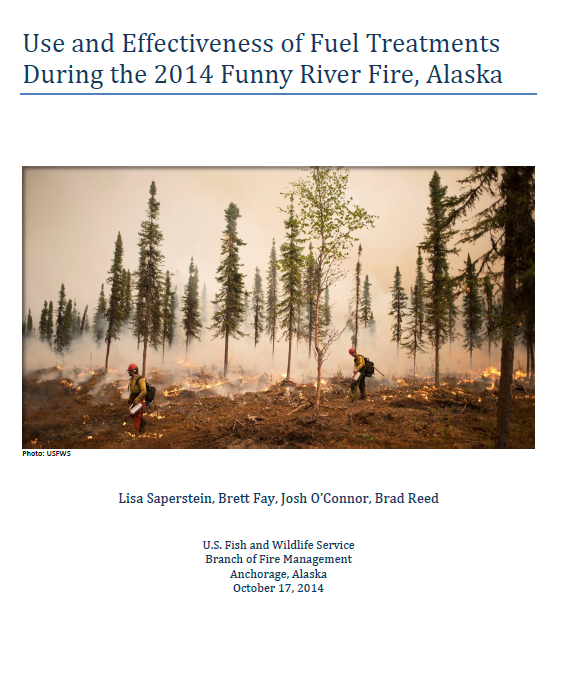 Use and Effectiveness of Fuel Treatments
During the 2014 Funny River Fire, Alaska
Photo: USFWS
Lisa Saperstein, Brett Fay, Josh O’Connor, Brad Reed
U.S. Fish and Wildlife Service
Branch of Fire Management
Anchorage, Alaska
October 17, 2014